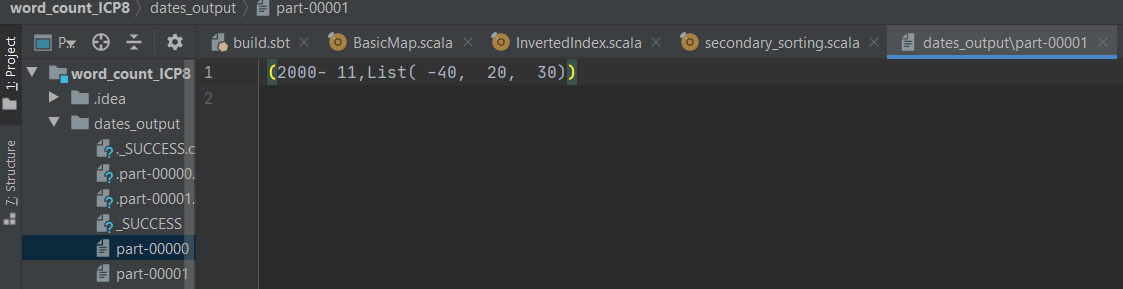 word_count_ICP8 〉 dates_output 〉 part-00001
1: Project
7: Structure
P...
build.sbt
BasicMap.scala
InvertedIndex.scala
secondary_sorting.scala
dates_output\part-00001
word_count_ICP8
.idea
dates_output
._SUCCESS.c
.part-00000.
.part-00001.
_SUCCESS
part-00000
part-00001
1 (2000- 11,List( -40,  20,  30))
2